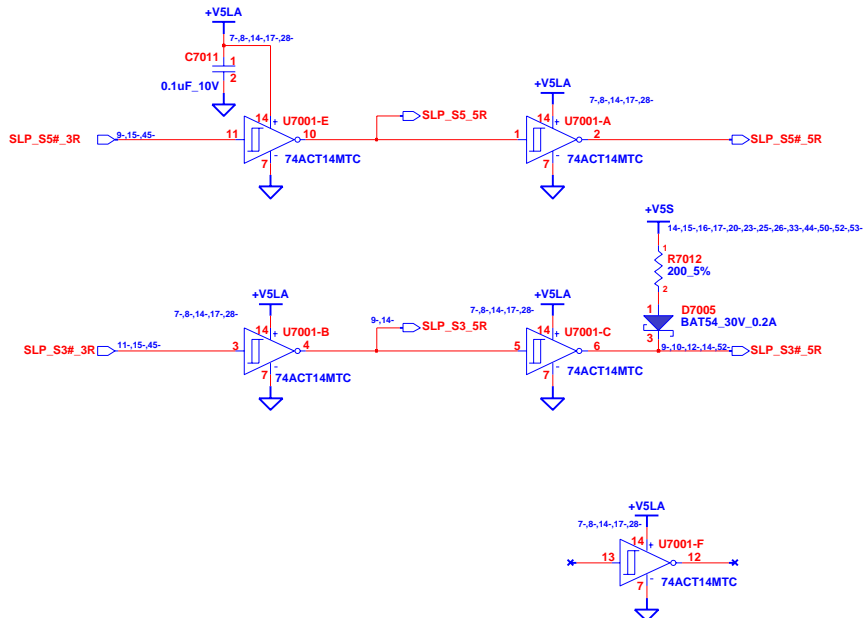 +V5LA
7-,8-,14-,17-,28-
C7011
1
2
0.1uF_10V
14
+
U7001-E
SLP_S5#_3R
9-,15-,45-
11
10
7
-
74ACT14MTC
SLP_S5_5R
+V5LA
7-,8-,14-,17-,28-
14
+
U7001-A
1
2
7
-
74ACT14MTC
SLP_S5#_5R
+V5S
14-,15-,16-,17-,20-,23-,25-,26-,33-,44-,50-,52-,53-
1
R7012
200_5%
2
1
D7005
BAT54_30V_0.2A
3
+V5LA
7-,8-,14-,17-,28-
14
+
U7001-B
SLP_S3#_3R
11-,15-,45-
3
4
7
-
74ACT14MTC
9-,14-
SLP_S3_5R
+V5LA
7-,8-,14-,17-,28-
14
+
U7001-C
5
6
7
-
74ACT14MTC
9-,10-,12-,14-,52-
SLP_S3#_5R
+V5LA
7-,8-,14-,17-,28-
14
+
U7001-F
13
12
7
-
74ACT14MTC